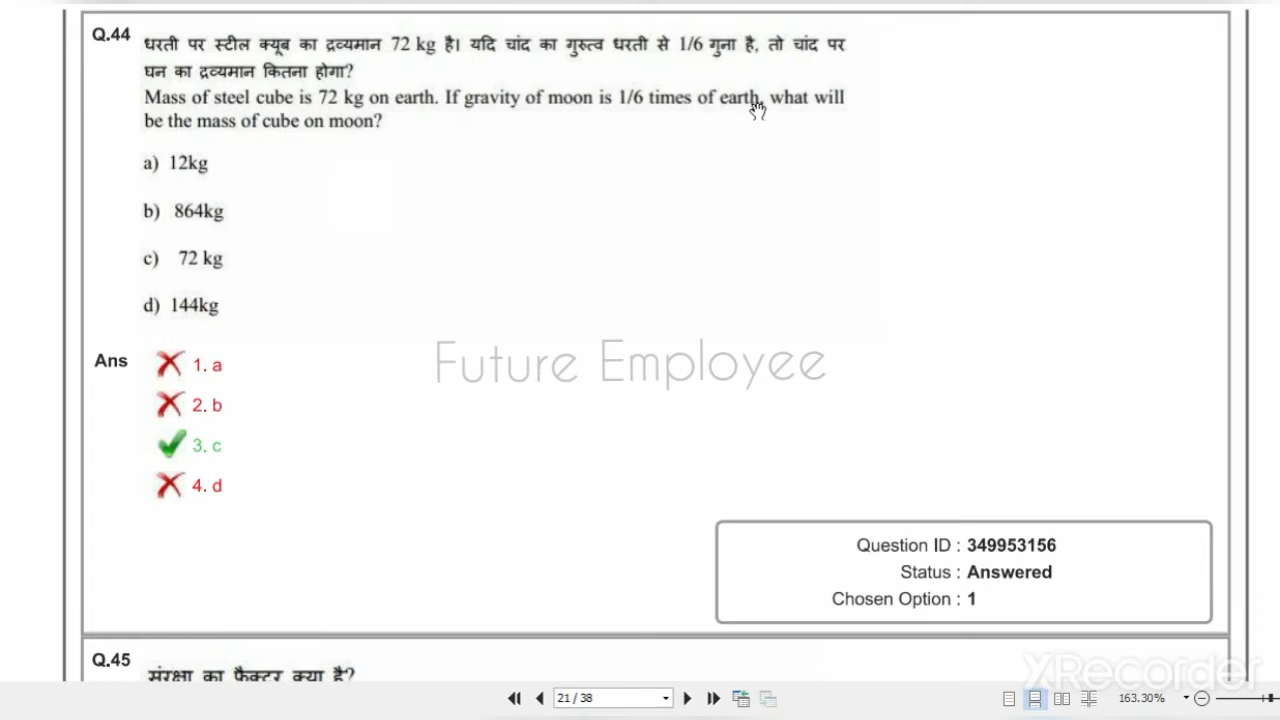 Q.44
धरती पर स्टील क्यूब का द्रव्यमान 72 kg है। यदि चांद का गुरुत्व धरती से 1/6 गुना है, तो चांद पर
घन का द्रव्यमान कितना होगा?
Mass of steel cube is 72 kg on earth. If gravity of moon is 1/6 times of earth, what will
be the mass of cube on moon?
a) 12kg
b) 864kg
c) 72 kg
d) 144kg
Ans
1. a
2. b
3. c
4. d
Future Employee
Question ID : 349953156
Status : Answered
Chosen Option : 1
Q.45
संरक्षा का फैक्टर क्या है?
XRecorder
21 / 38
163.30%